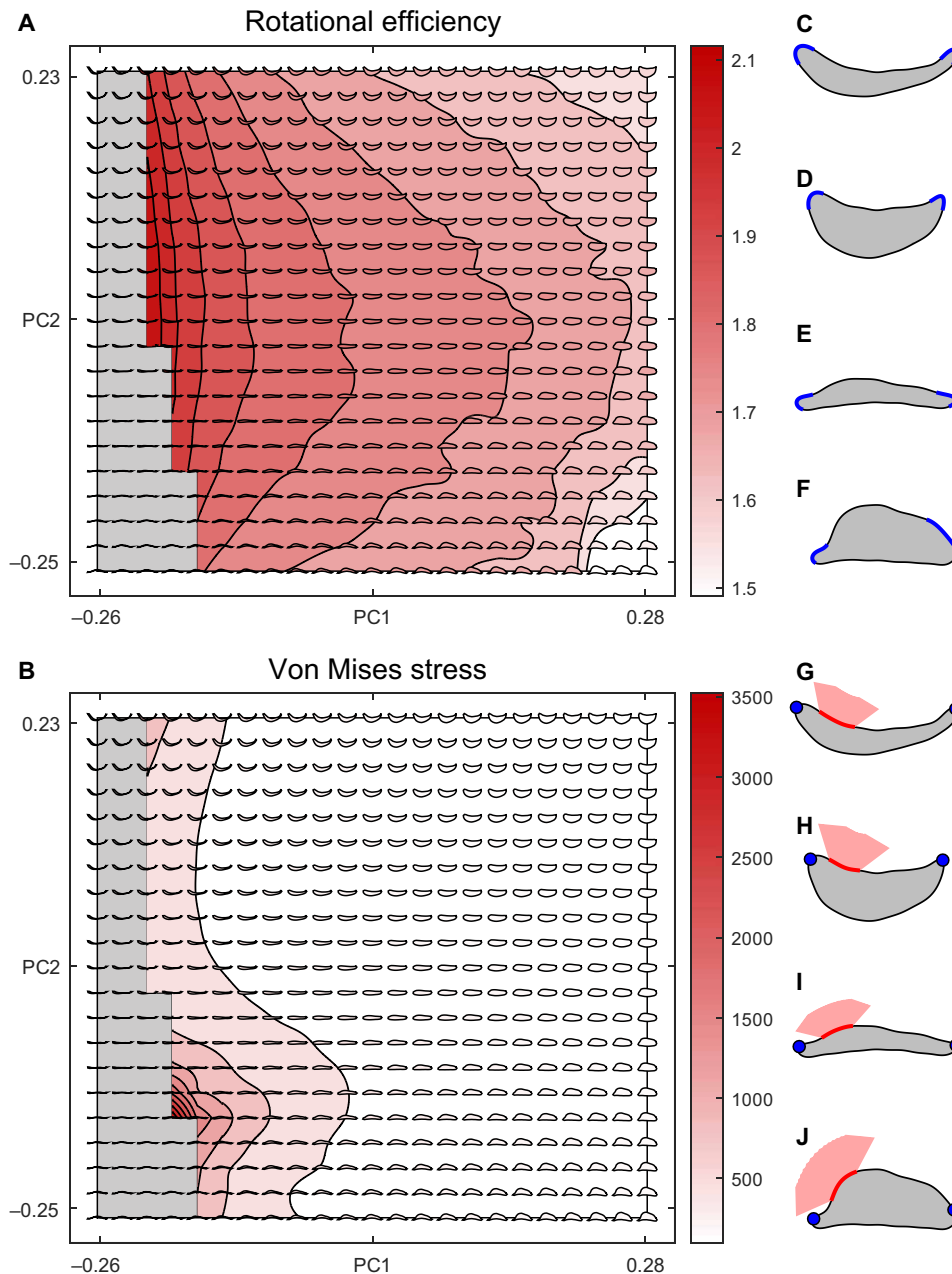 A
Rotational efficiency
0.23
PC2
–0.25
–0.26
PC1
0.28
2.1
2
1.9
1.8
1.7
1.6
1.5
C
D
E
F
B
Von Mises stress
0.23
PC2
–0.25
–0.26
PC1
0.28
3500
3000
2500
2000
1500
1000
500
G
H
I
J